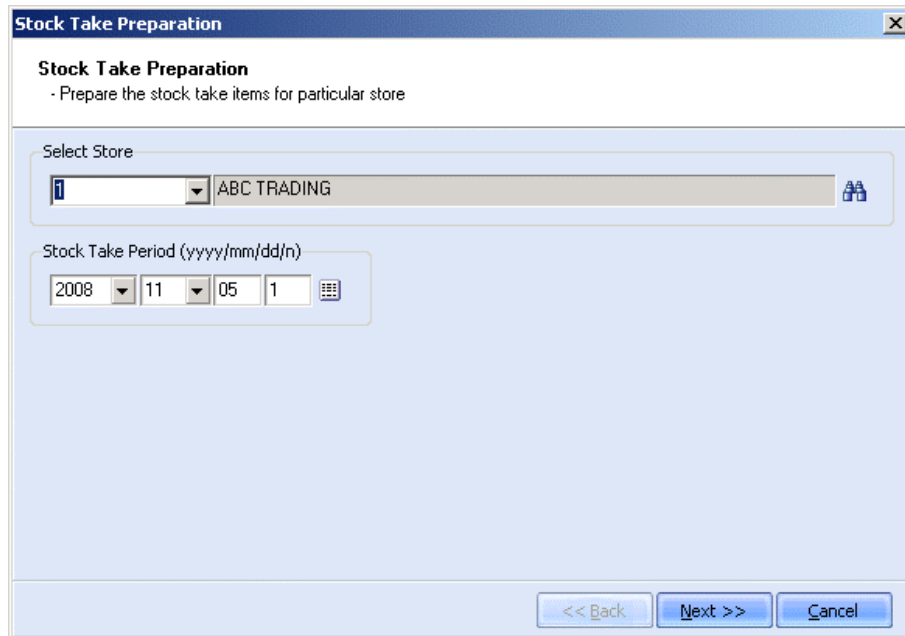 Stock Take Preparation
Stock Take Preparation
- Prepare the stock take items for particular store
Select Store
1 ABC TRADING
Stock Take Period (yyyy/mm/dd/n)
2008 11 05 1
<< Back Next >> Cancel